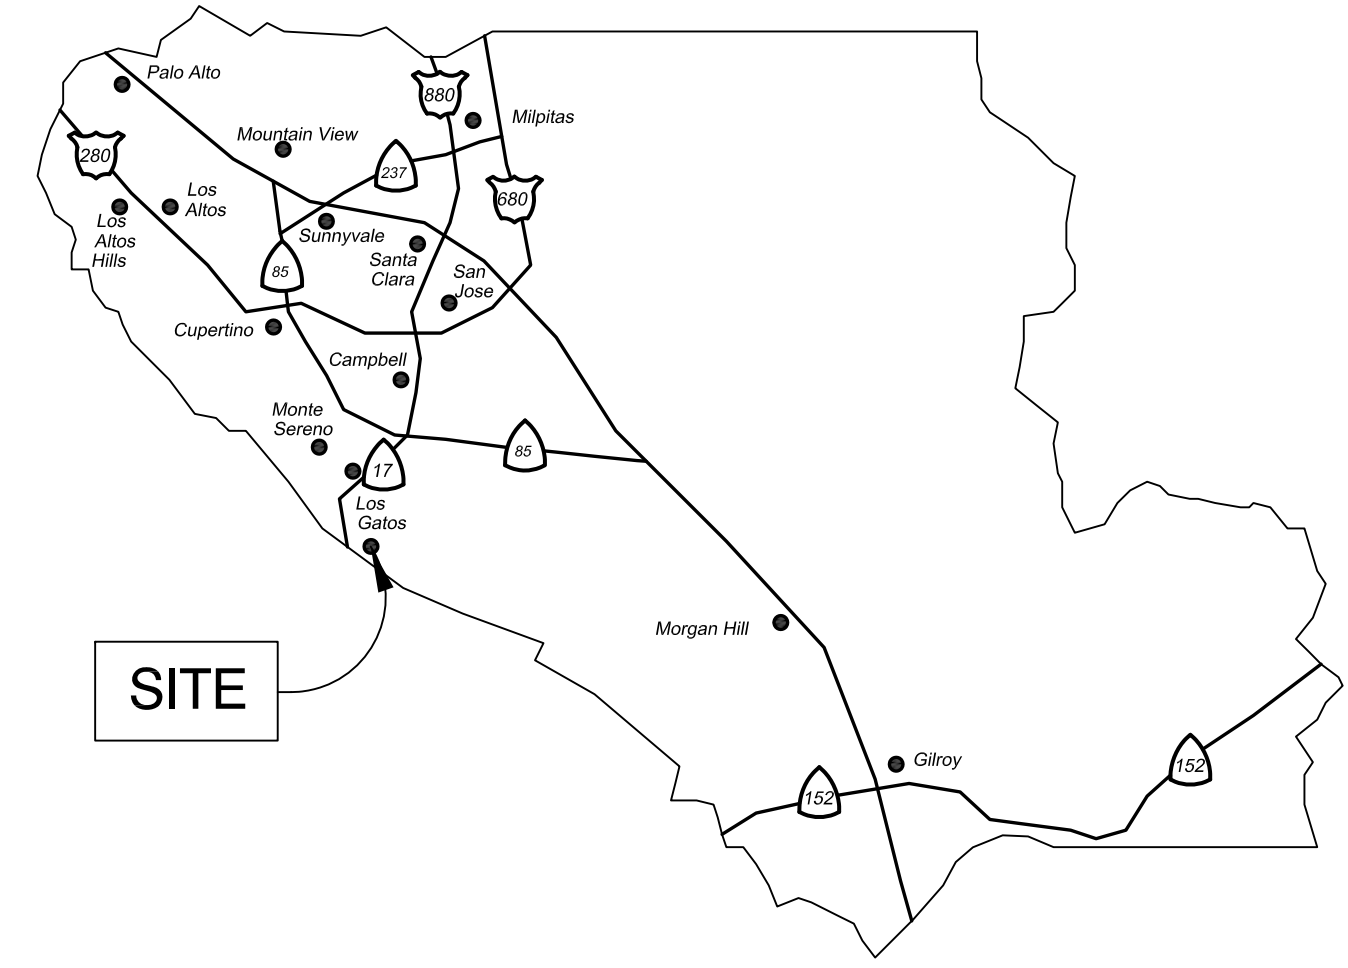 Palo Alto
880
Milpitas
Mountain View
280
237
Los
Altos
680
Los
Altos
Hills
Sunnyvale
Santa
Clara
85
San
Jose
Cupertino
Campbell
Monte
Sereno
85
17
Los
Gatos
Morgan Hill
SITE
Gilroy
152
152